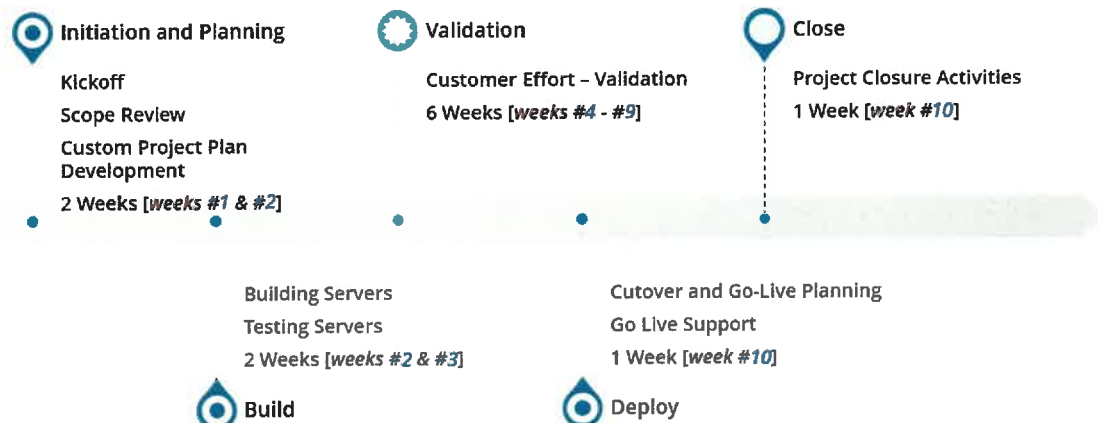 Initiation and Planning
Kickoff
Scope Review
Custom Project Plan
Development
2 Weeks [weeks #1 & #2]
Validation
Customer Effort – Validation
6 Weeks [weeks #4 - #9]
Close
Project Closure Activities
1 Week [week #10]
Building Servers
Testing Servers
2 Weeks [weeks #2 & #3]
Build
Cutover and Go-Live Planning
Go Live Support
1 Week [week #10]
Deploy